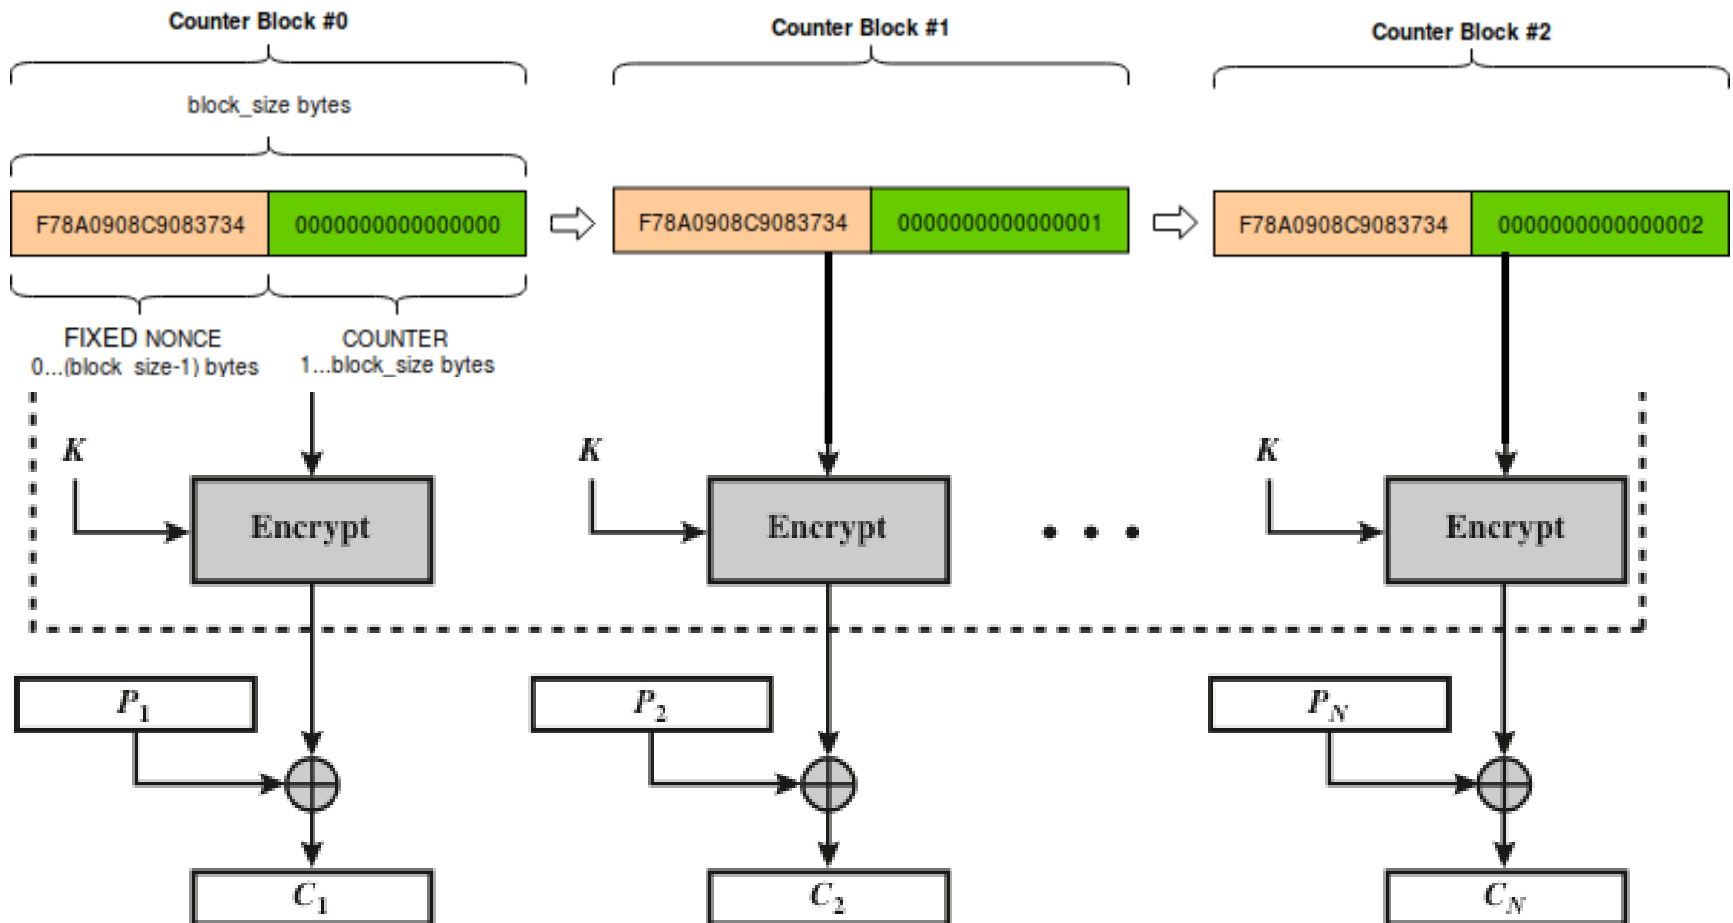 Counter Block #0
Counter Block #1
Counter Block #2
block_size bytes
F78A0908C9083734 0000000000000000
F78A0908C9083734 0000000000000001
F78A0908C9083734 0000000000000002
FIXED NONCE
0...(block_size-1) bytes
COUNTER
1...block_size bytes
K
K
K
Encrypt
Encrypt
• • •
Encrypt
P1
P2
PN
C1
C2
CN